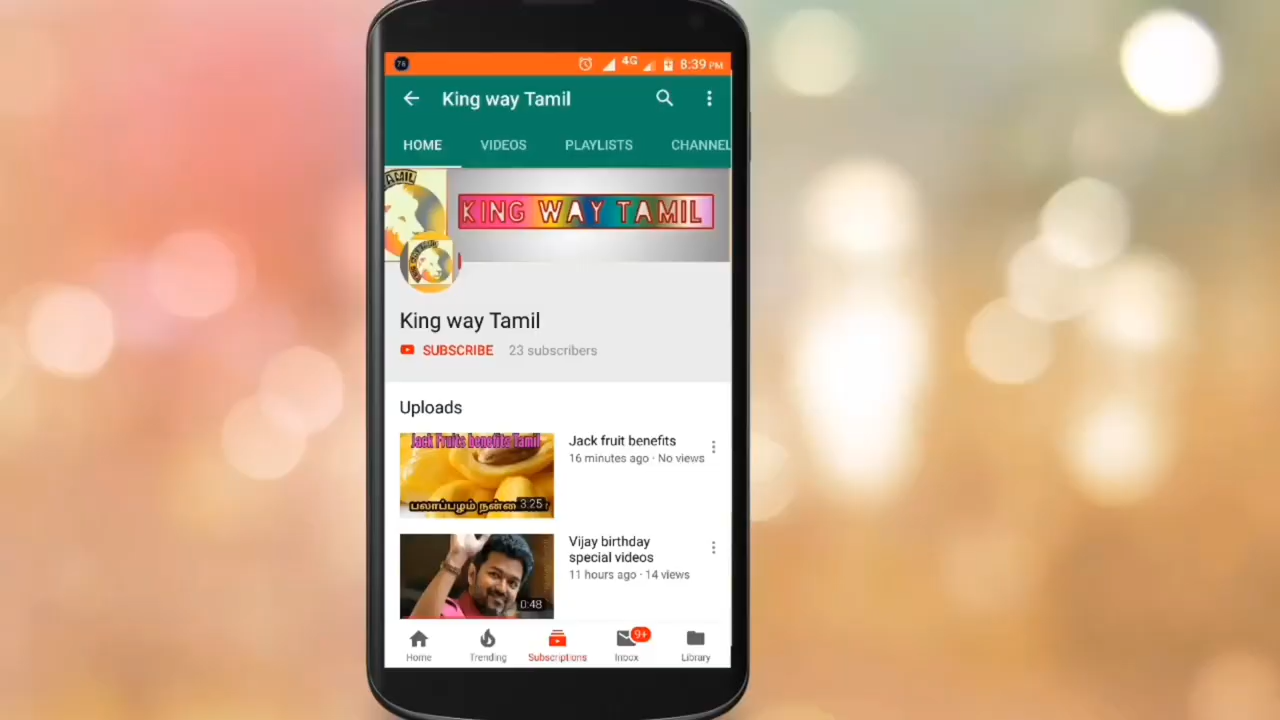 78 4G 8:39 PM
King way Tamil
HOME VIDEOS PLAYLISTS CHANNEL
AMIL
KING WAY TAMIL
King way Tamil
SUBSCRIBE 23 subscribers
Uploads
Jack Fruits benefits Tamil
பலாப்பழம் நன்மை
3:25
Jack fruit benefits
16 minutes ago · No views
0:48
Vijay birthday
special videos
11 hours ago · 14 views
9+
Home Trending Subscriptions Inbox Library